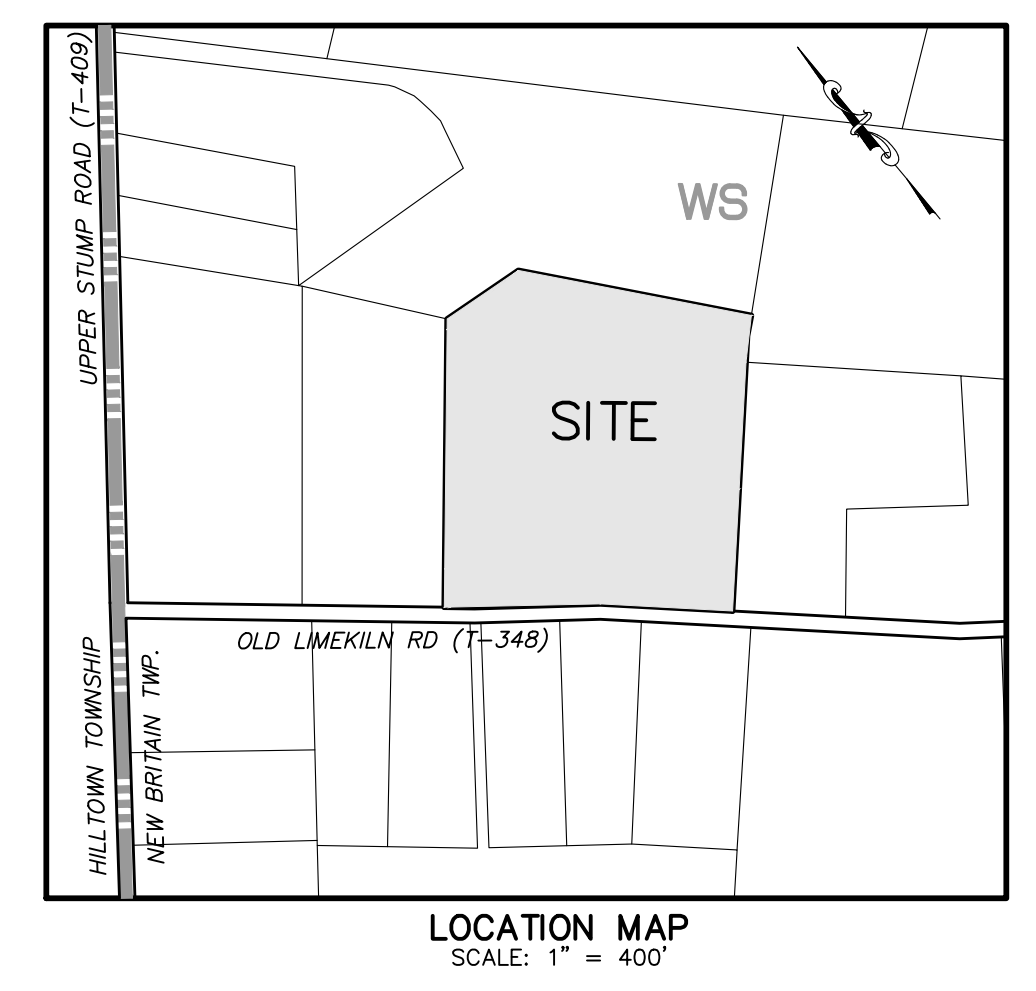 UPPER STUMP ROAD (T-409)
WS
SITE
OLD LIMEKILN RD (T-348)
HILLTOWN TOWNSHIP
NEW BRITAIN TWP.
LOCATION MAP
SCALE: 1" = 400'